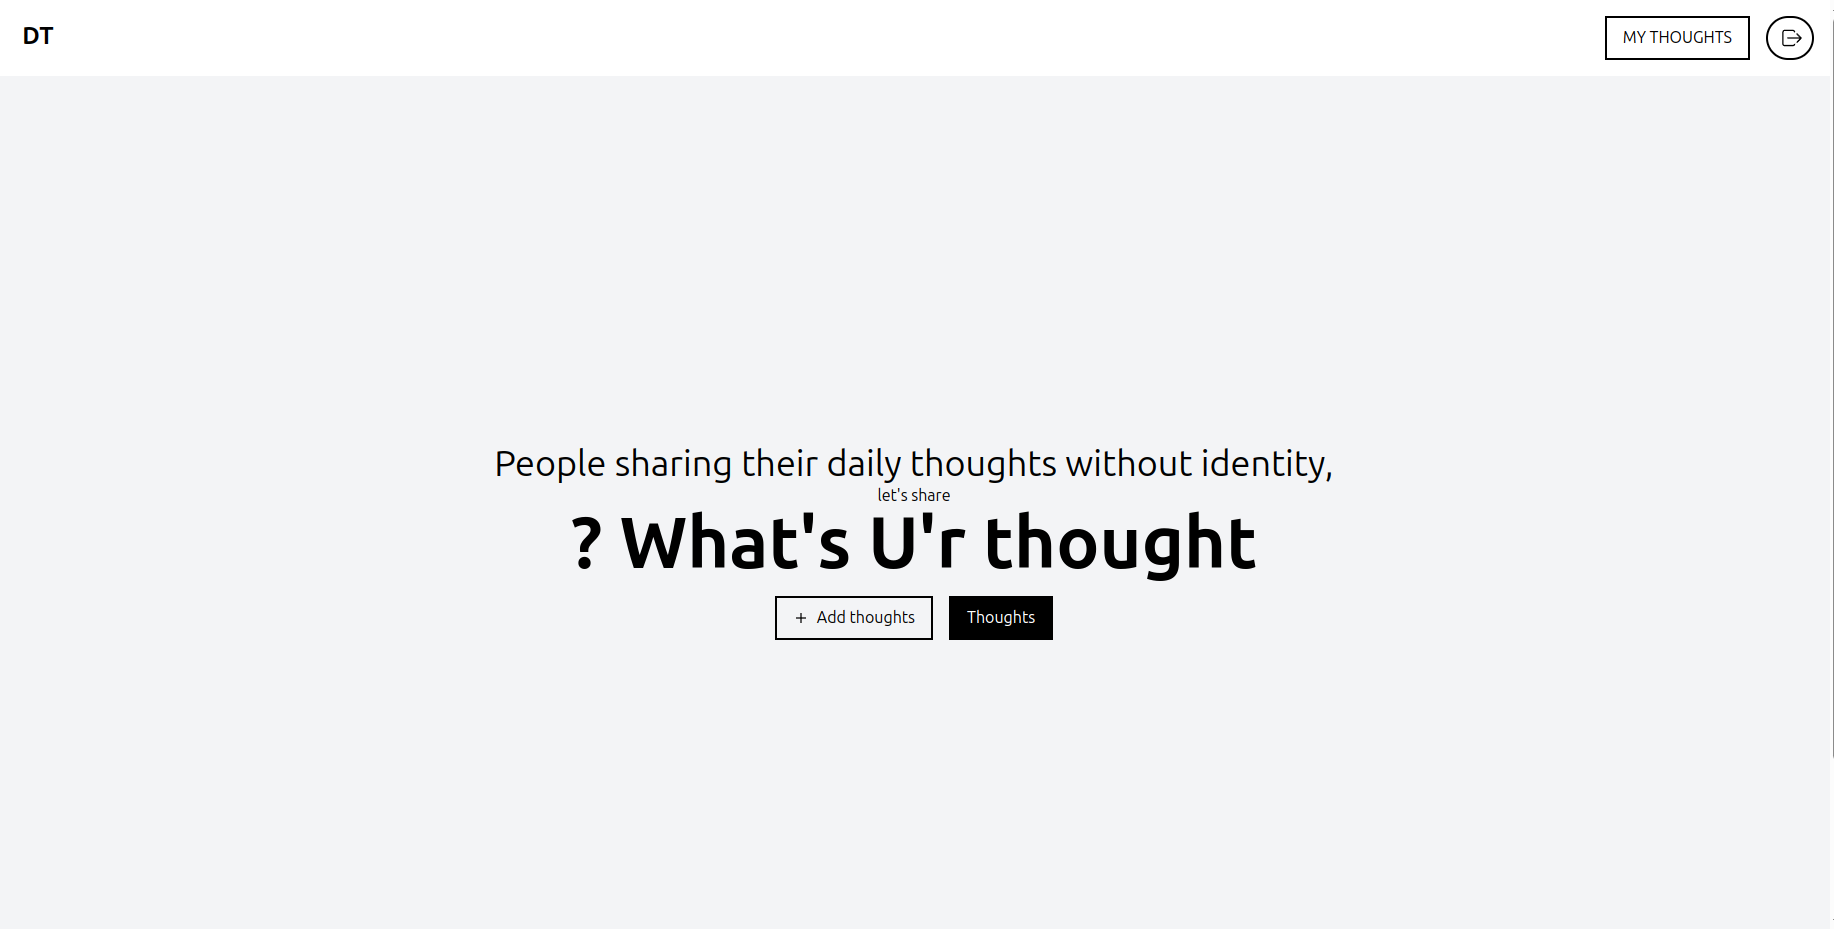 DT
MY THOUGHTS
People sharing their daily thoughts without identity,
let's share
? What's U'r thought
+ Add thoughts
Thoughts